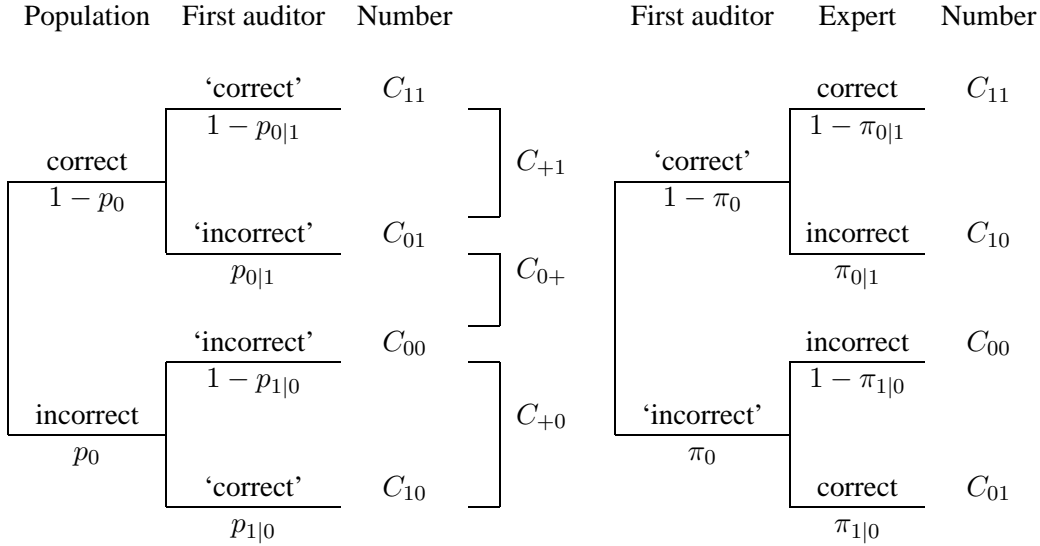 Population First auditor Number First auditor Expert Number
‘correct’ C₁₁ correct C₁₁
1 − p₀|₁ C₊₁ 1 − π₀|₁
correct ‘correct’
1 − p₀ 1 − π₀
‘incorrect’ C₀₁ incorrect C₁₀
p₀|₁ C₀₊ π₀|₁
‘incorrect’ C₀₀ incorrect C₀₀
1 − p₁|₀ 1 − π₁|₀
incorrect C₊₀ ‘incorrect’
p₀ π₀
‘correct’ C₁₀ correct C₀₁
p₁|₀ π₁|₀